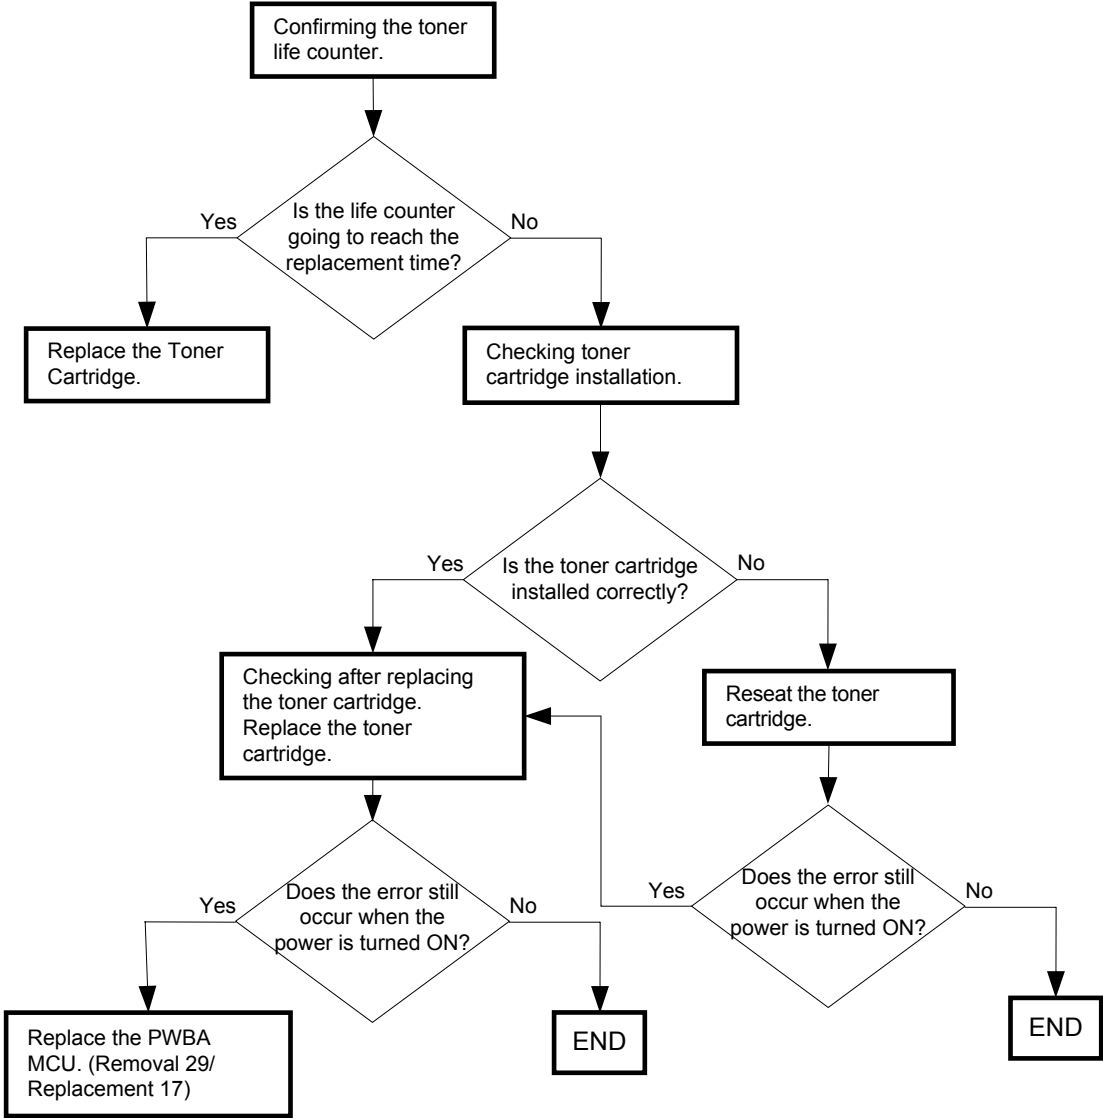 Confirming the toner
life counter.
Yes
Is the life counter
going to reach the
replacement time?
No
Replace the Toner
Cartridge.
Checking toner
cartridge installation.
Yes
Is the toner cartridge
installed correctly?
No
Checking after replacing
the toner cartridge.
Replace the toner
cartridge.
Reseat the toner
cartridge.
Yes
Does the error still
occur when the
power is turned ON?
No
Yes
Does the error still
occur when the
power is turned ON?
No
Replace the PWBA
MCU. (Removal 29/
Replacement 17)
END
END